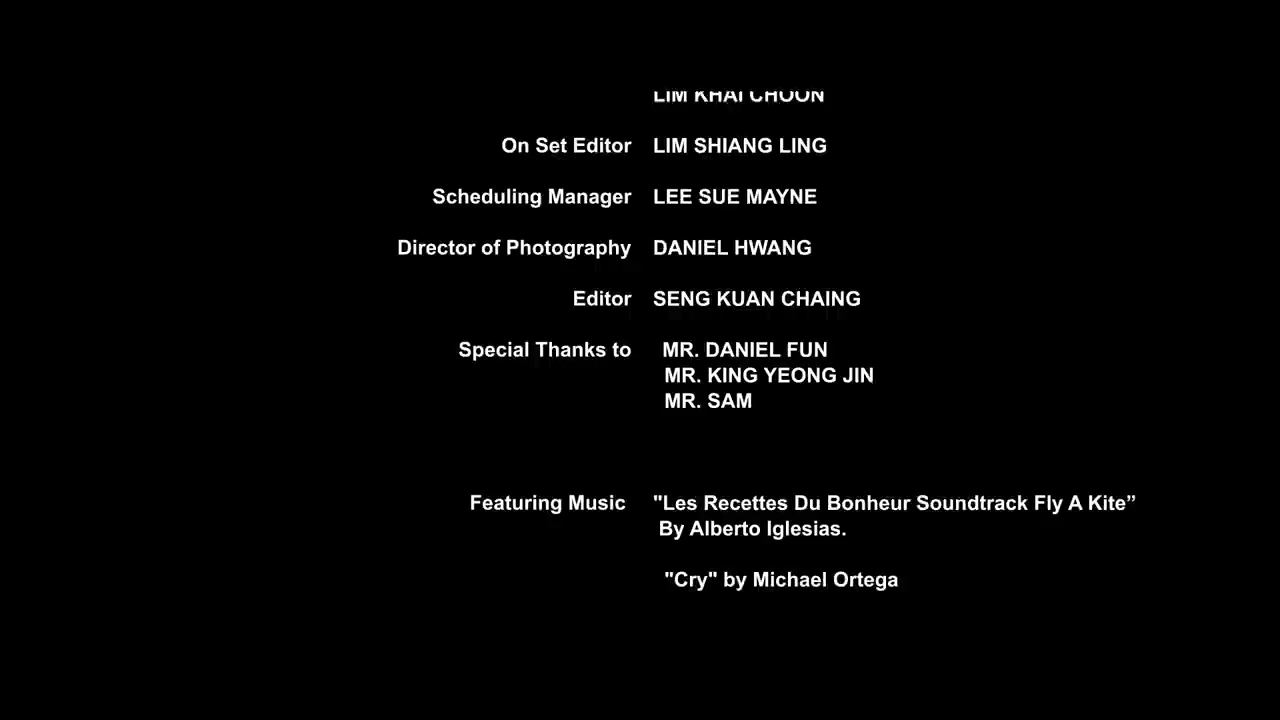 LIM KHAI CHOON
On Set Editor LIM SHIANG LING
Scheduling Manager LEE SUE MAYNE
Director of Photography DANIEL HWANG
Editor SENG KUAN CHAING
Special Thanks to MR. DANIEL FUN
MR. KING YEONG JIN
MR. SAM
Featuring Music "Les Recettes Du Bonheur Soundtrack Fly A Kite”
By Alberto Iglesias.
"Cry" by Michael Ortega